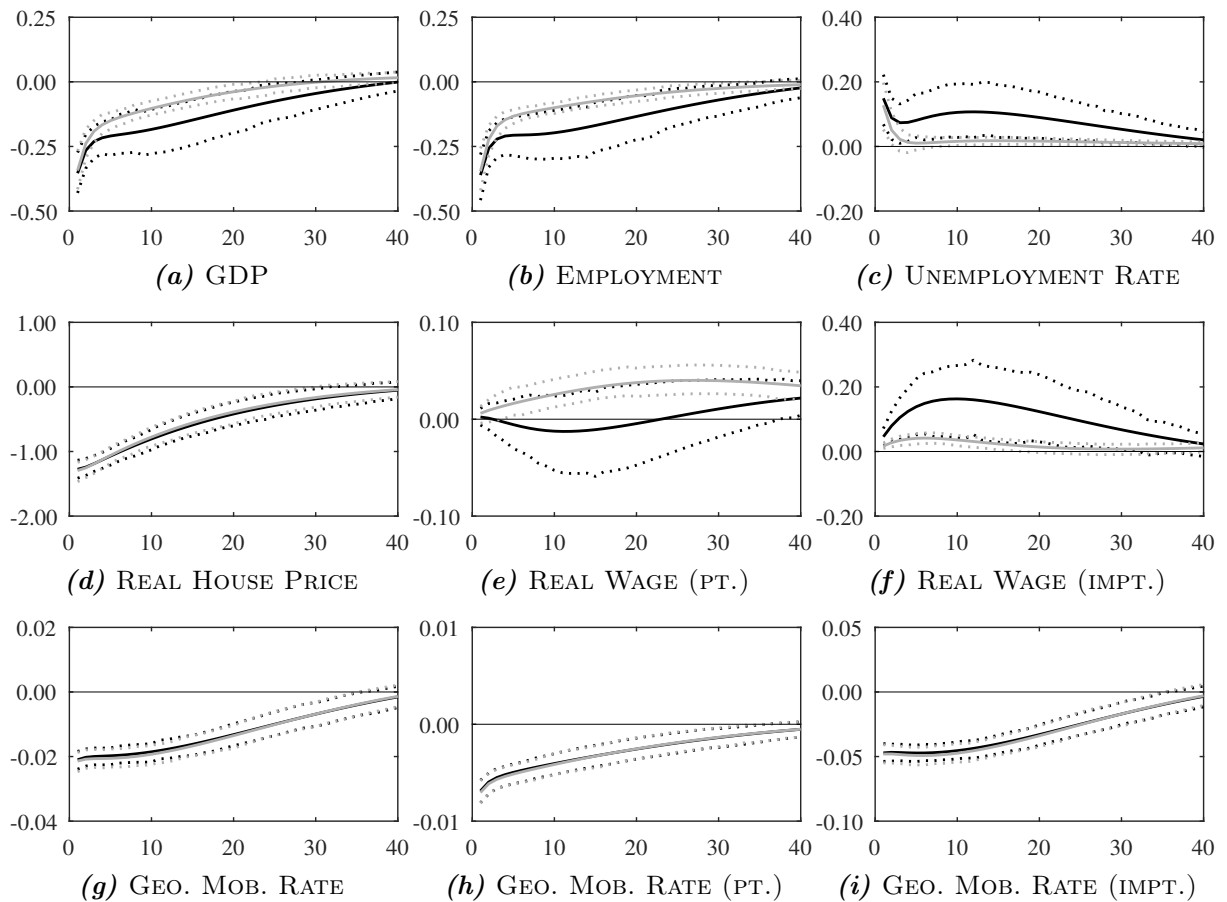 0.25 0.25 0.40
0.00 0.00 0.20
-0.25 -0.25 0.00
-0.50 -0.50 -0.20
0 10 20 30 40 0 10 20 30 40 0 10 20 30 40
(a) GDP (b) EMPLOYMENT (c) UNEMPLOYMENT RATE
1.00 0.10 0.40
0.00 0.20
0.00
-1.00 0.00
-2.00 -0.10 -0.20
0 10 20 30 40 0 10 20 30 40 0 10 20 30 40
(d) REAL HOUSE PRICE (e) REAL WAGE (PT.) (f) REAL WAGE (IMPT.)
0.02 0.01 0.05
0.00 0.00
0.00
-0.02 -0.05
-0.04 -0.01 -0.10
0 10 20 30 40 0 10 20 30 40 0 10 20 30 40
(g) GEO. MOB. RATE (h) GEO. MOB. RATE (PT.) (i) GEO. MOB. RATE (IMPT.)